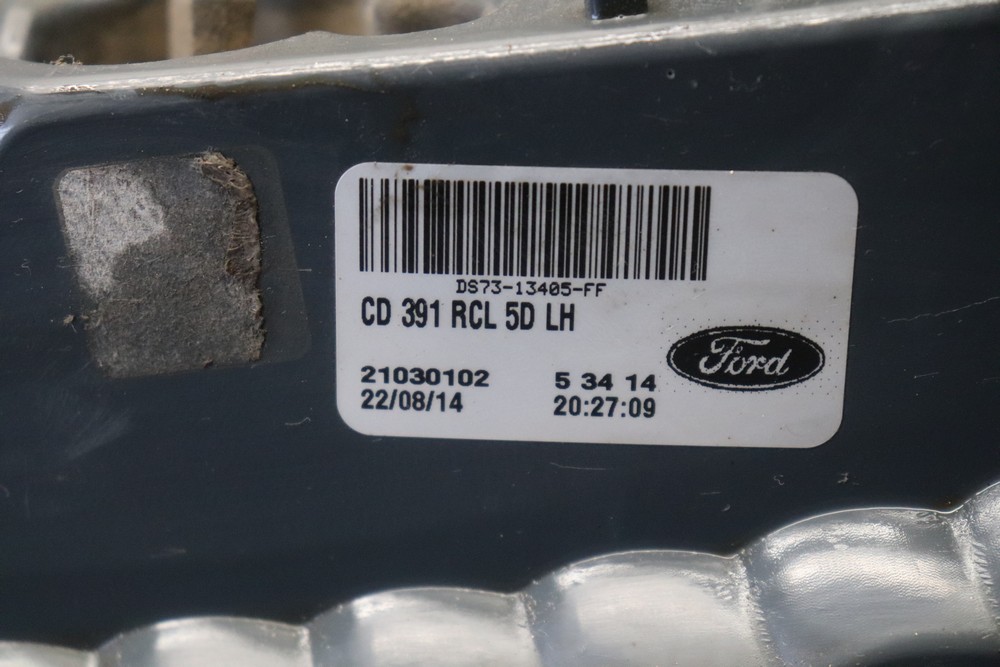 DS73-13405-FF
CD 391 RCL 5D LH
21030102 5 34 14
22/08/14 20:27:09
Ford